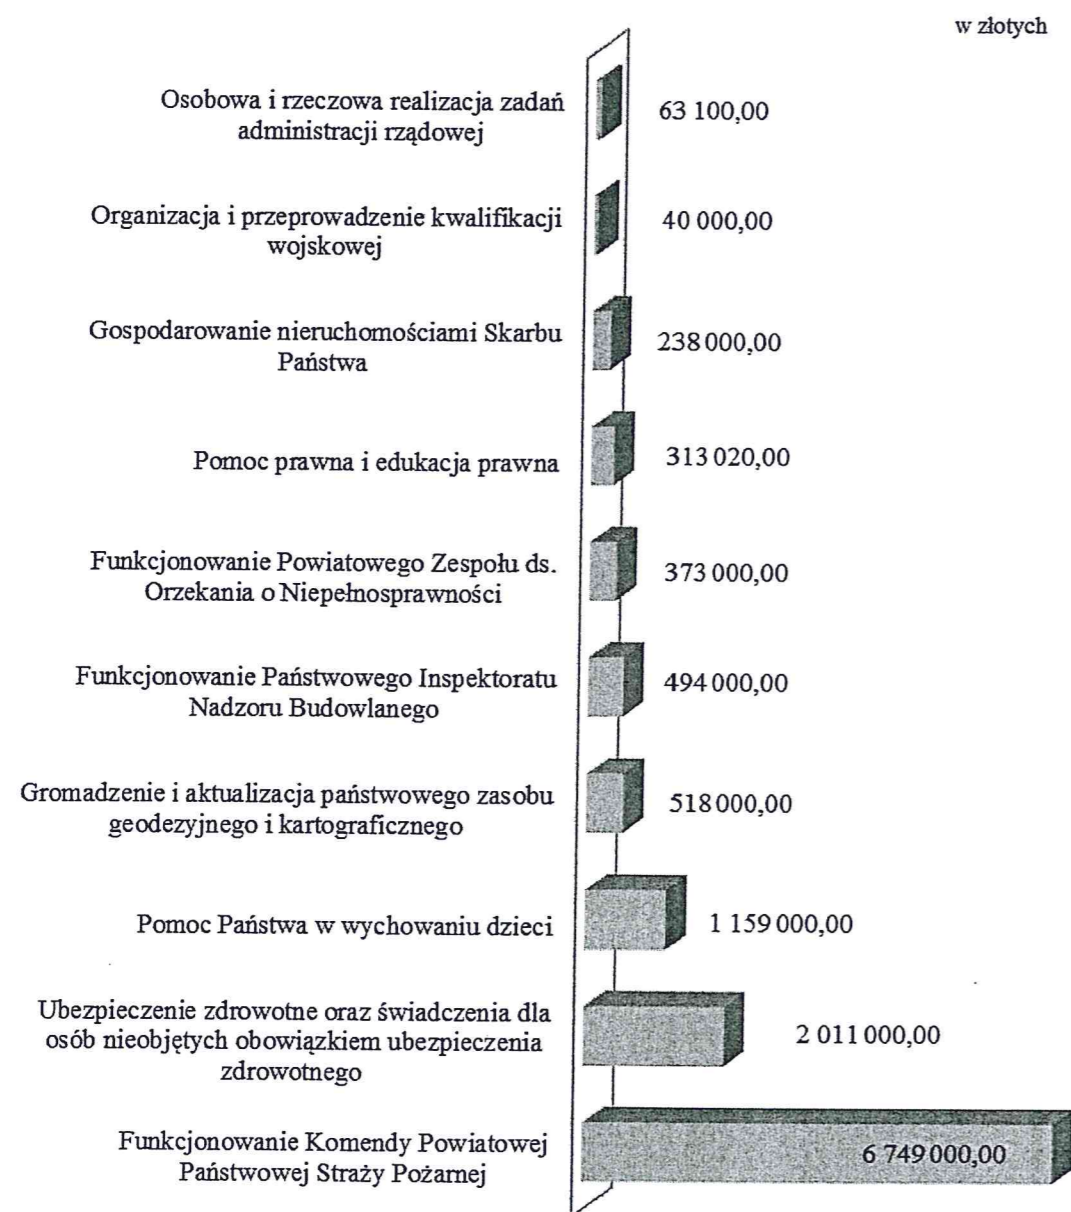 w złotych
Osobowa i rzeczowa realizacja zadań
administracji rządowej
63 100,00
Organizacja i przeprowadzenie kwalifikacji
wojskowej
40 000,00
Gospodarowanie nieruchomościami Skarbu
Państwa
238 000,00
Pomoc prawna i edukacja prawna
313 020,00
Funkcjonowanie Powiatowego Zespołu ds.
Orzekania o Niepełnosprawności
373 000,00
Funkcjonowanie Państwowego Inspektoratu
Nadzoru Budowlanego
494 000,00
Gromadzenie i aktualizacja państwowego zasobu
geodezyjnego i kartograficznego
518 000,00
Pomoc Państwa w wychowaniu dzieci
1 159 000,00
Ubezpieczenie zdrowotne oraz świadczenia dla
osób nieobjętych obowiązkiem ubezpieczenia
zdrowotnego
2 011 000,00
Funkcjonowanie Komendy Powiatowej
Państwowej Straży Pożarnej
6 749 000,00